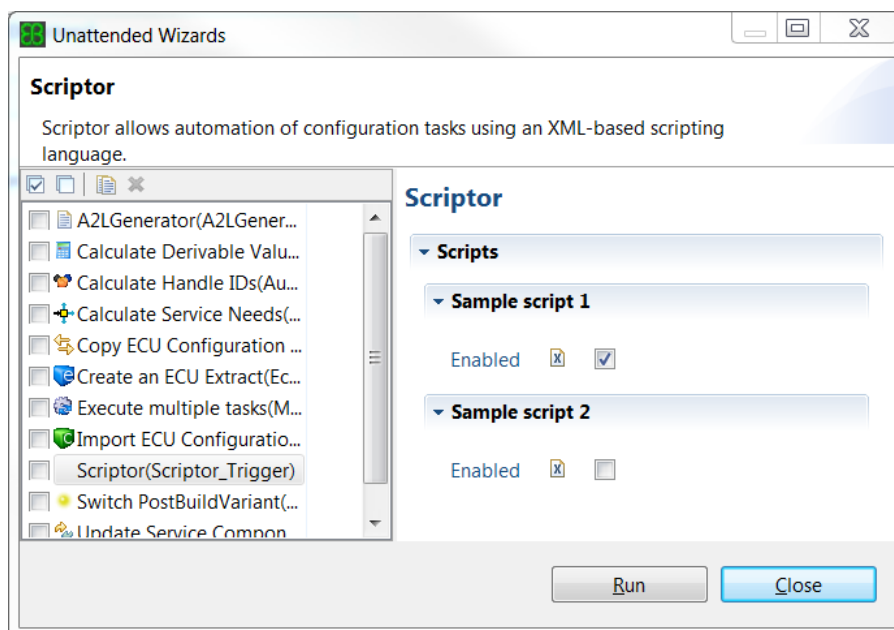 Unattended Wizards
Scriptor
Scriptor allows automation of configuration tasks using an XML-based scripting
language.
A2LGenerator(A2LGener...
Calculate Derivable Valu...
Calculate Handle IDs(Au...
Calculate Service Needs(...
Copy ECU Configuration ...
Create an ECU Extract(Ec...
Execute multiple tasks(M...
Import ECU Configuratio...
Scriptor(Scriptor_Trigger)
Switch PostBuildVariant(...
Update Service Compon
Scriptor
Scripts
Sample script 1
Enabled
Sample script 2
Enabled
Run
Close